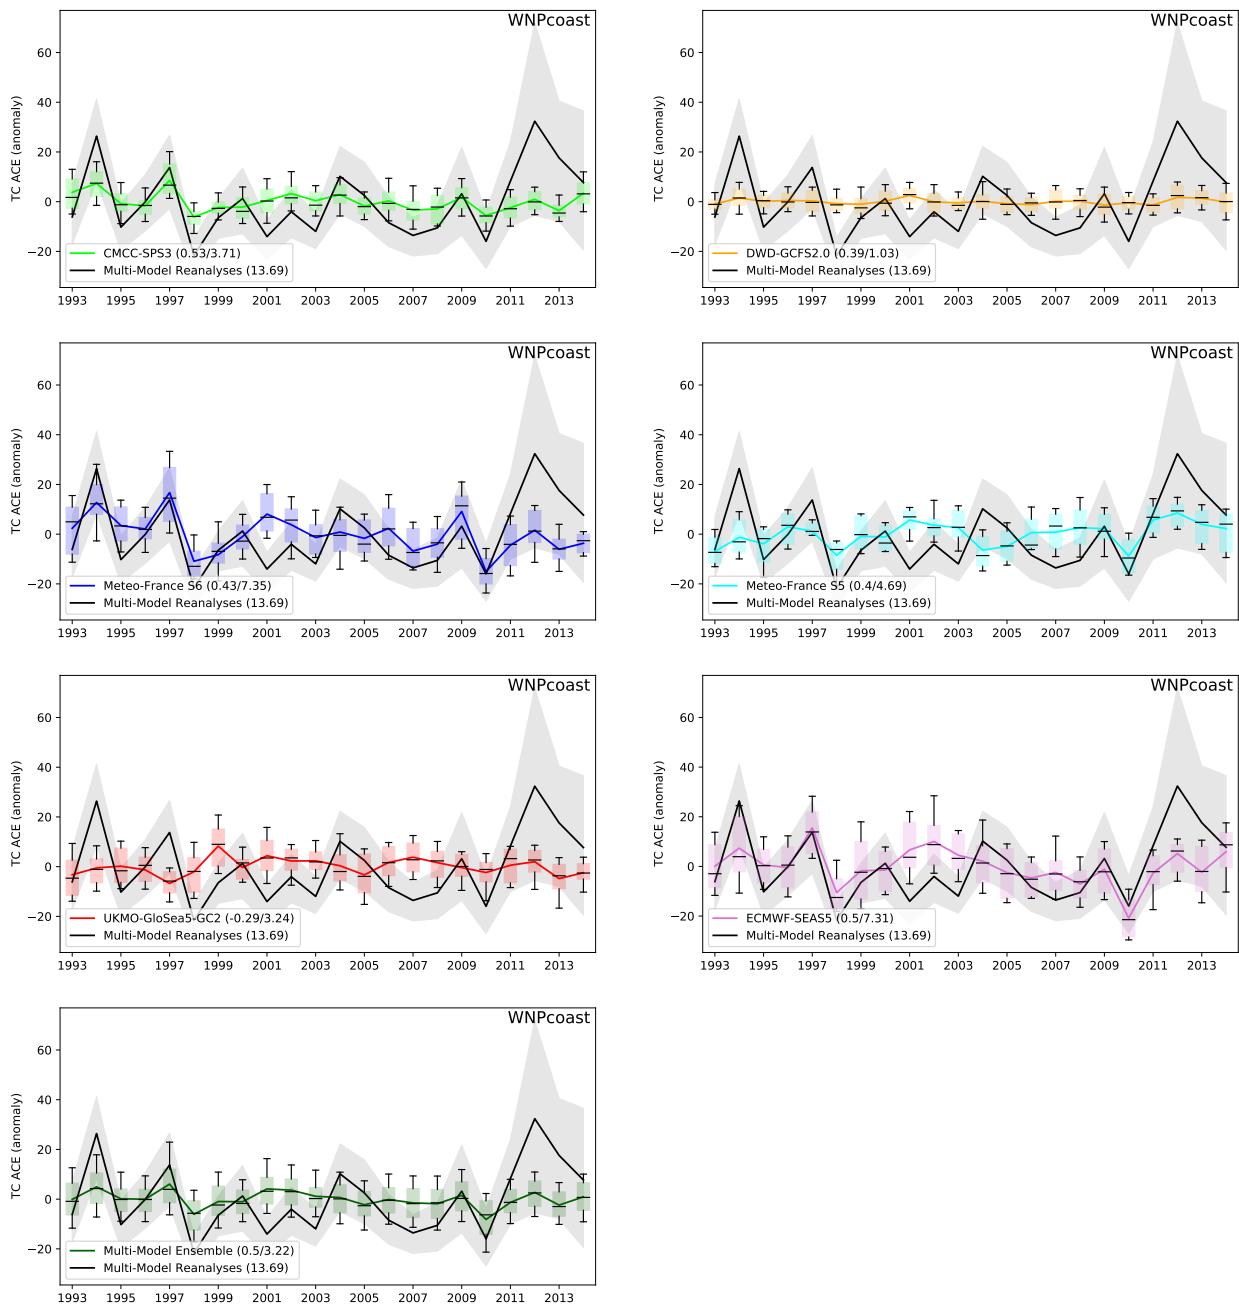 WNPcoast
TC ACE (anomaly)
60
40
20
0
−20
CMCC-SPS3 (0.53/3.71)
Multi-Model Reanalyses (13.69)
1993 1995 1997 1999 2001 2003 2005 2007 2009 2011 2013
WNPcoast
TC ACE (anomaly)
60
40
20
0
−20
DWD-GCFS2.0 (0.39/1.03)
Multi-Model Reanalyses (13.69)
1993 1995 1997 1999 2001 2003 2005 2007 2009 2011 2013
WNPcoast
TC ACE (anomaly)
60
40
20
0
−20
Meteo-France S6 (0.43/7.35)
Multi-Model Reanalyses (13.69)
1993 1995 1997 1999 2001 2003 2005 2007 2009 2011 2013
WNPcoast
TC ACE (anomaly)
60
40
20
0
−20
Meteo-France S5 (0.4/4.69)
Multi-Model Reanalyses (13.69)
1993 1995 1997 1999 2001 2003 2005 2007 2009 2011 2013
WNPcoast
TC ACE (anomaly)
60
40
20
0
−20
UKMO-GloSea5-GC2 (-0.29/3.24)
Multi-Model Reanalyses (13.69)
1993 1995 1997 1999 2001 2003 2005 2007 2009 2011 2013
WNPcoast
TC ACE (anomaly)
60
40
20
0
−20
ECMWF-SEAS5 (0.5/7.31)
Multi-Model Reanalyses (13.69)
1993 1995 1997 1999 2001 2003 2005 2007 2009 2011 2013
WNPcoast
TC ACE (anomaly)
60
40
20
0
−20
Multi-Model Ensemble (0.5/3.22)
Multi-Model Reanalyses (13.69)
1993 1995 1997 1999 2001 2003 2005 2007 2009 2011 2013